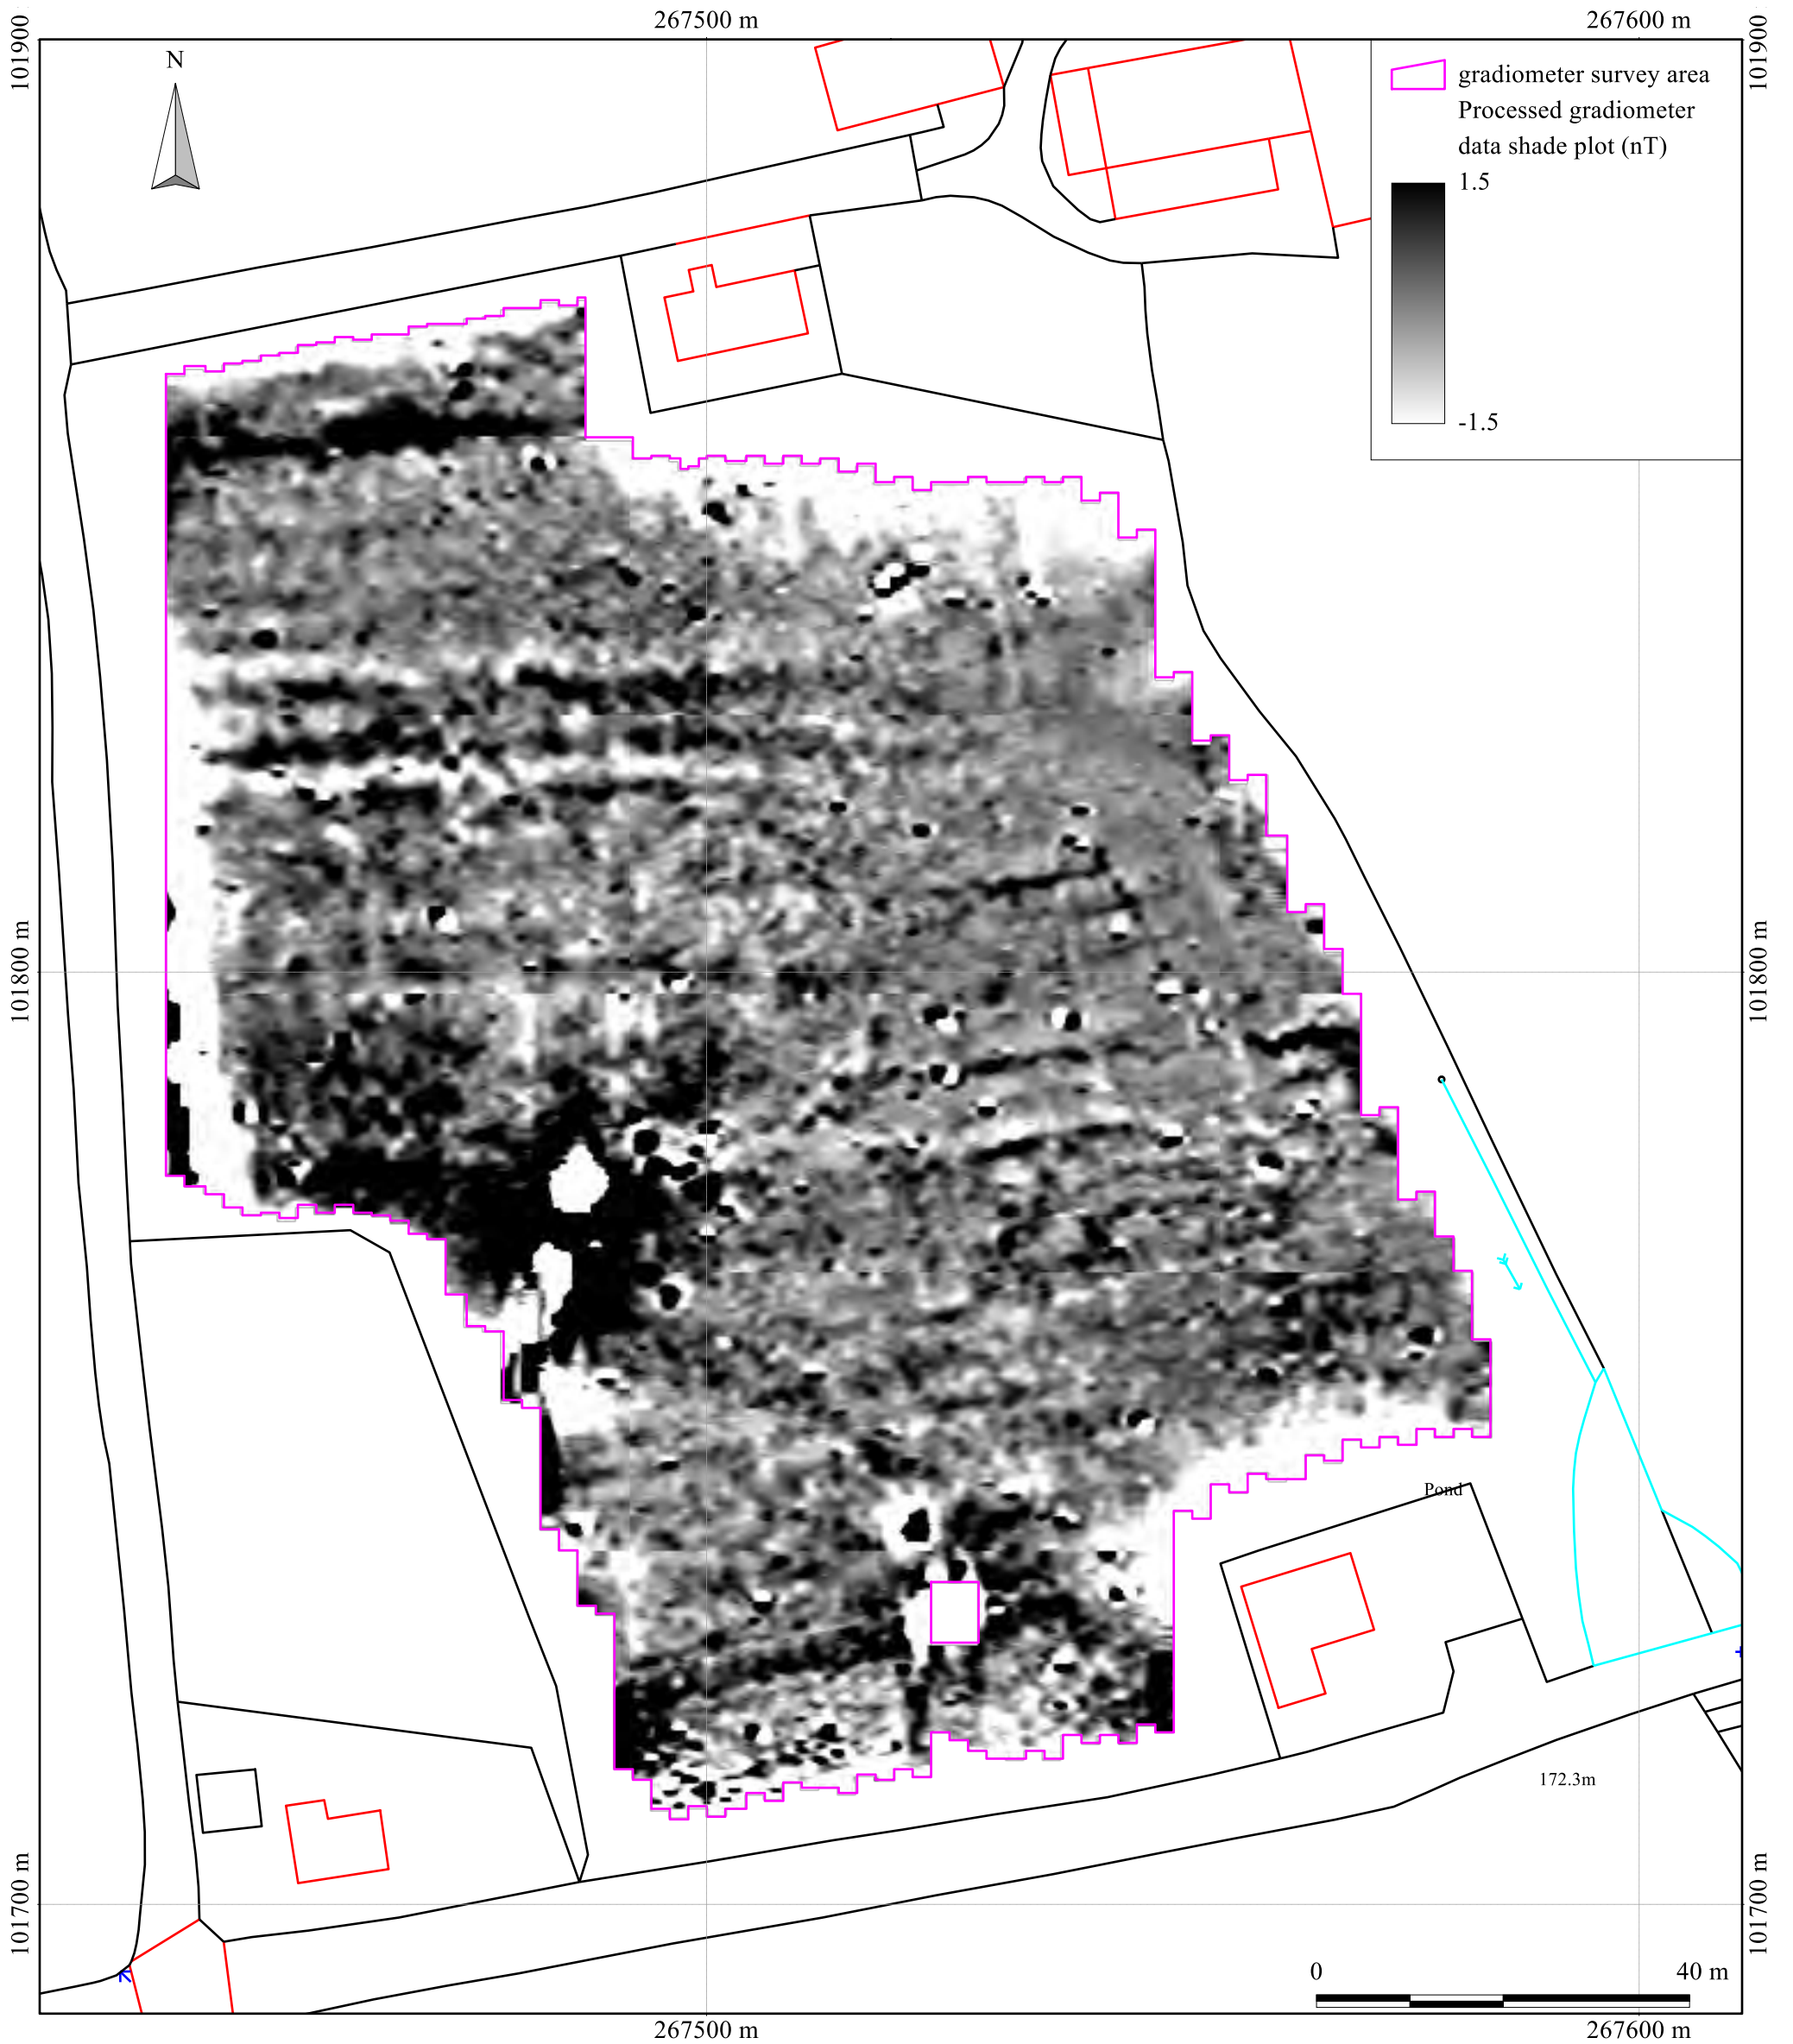 267500 m
267600 m
101900
101900
N
gradiometer survey area
Processed gradiometer
data shade plot (nT)
1.5
-1.5
101800 m
101800 m
Pond
172.3m
101700 m
101700 m
0
40 m
267500 m
267600 m